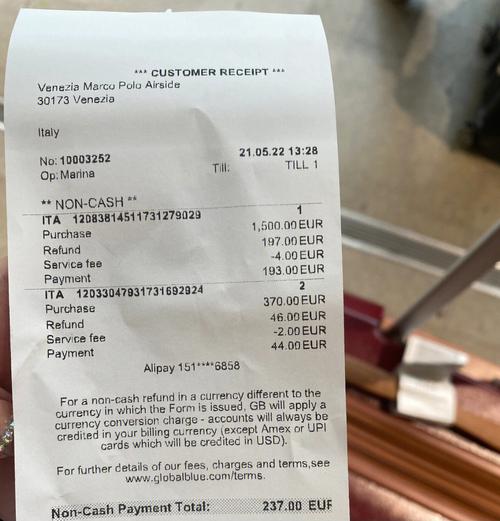 *** CUSTOMER RECEIPT ***
Venezia Marco Polo Airside
30173 Venezia
Italy
No: 10003252 21.05.22 13:28
Op: Marina Till: TILL 1
** NON-CASH **
ITA 12083814511731279029 1
Purchase 1,500.00 EUR
Refund 197.00 EUR
Service fee -4.00 EUR
Payment 193.00 EUR
ITA 12033047931731692924 2
Purchase 370.00 EUR
Refund 46.00 EUR
Service fee -2.00 EUR
Payment 44.00 EUR
Alipay 151****6858
For a non-cash refund in a currency different to the
currency in which the Form is issued, GB will apply a
currency conversion charge - accounts will always be
credited in your billing currency (except Amex or UPI
cards which will be credited in USD).
For further details of our fees, charges and terms,see
www.globalblue.com/terms.
Non-Cash Payment Total: 237.00 EUR